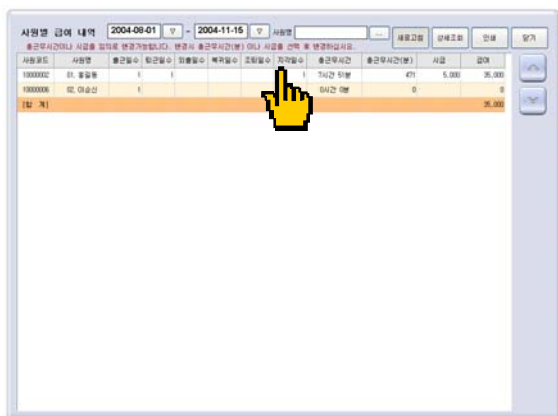 사원별 급여 내역 2004-08-01 ▽ - 2004-11-15 ▽ 사원명 ... 새로고침 상세조회 인쇄 닫기
총근무시간이나 시급을 임의로 변경가능합니다. 변경시 총근무시간(분) 이나 시급을 선택 후 변경하십시요.
사원코드 사원명 출근일수 퇴근일수 외출일수 복귀일수 조퇴일수 지각일수 총근무시간 총근무시간(분) 시급 급여
10000002 01. 홍길동 1 1 1 7시간 51분 471 5,000 35,000
10000006 02. 이순신 1 0시간 0분 0 0
[합 계] 35,000